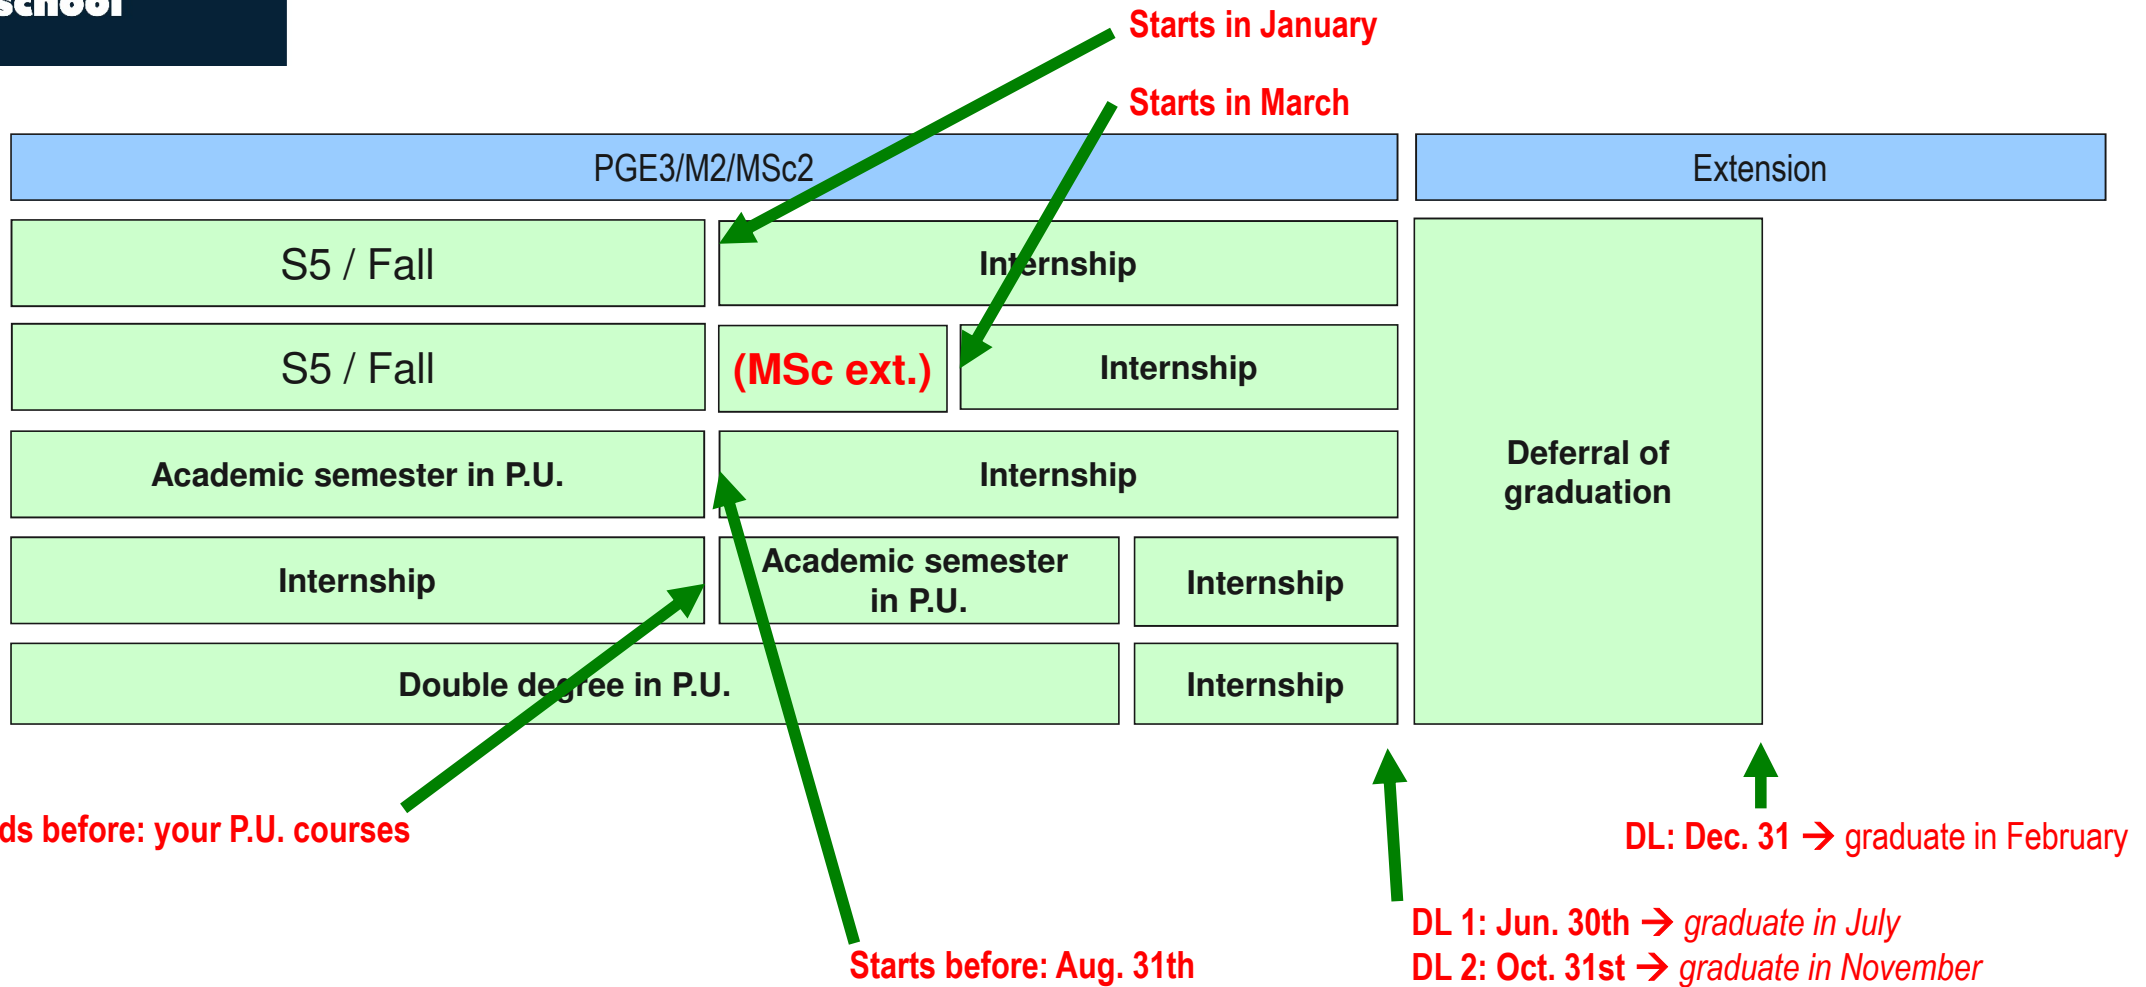 school
Starts in January
Starts in March
PGE3/M2/MSc2
Extension
S5 / Fall
Internship
S5 / Fall
(MSc ext.)
Internship
Academic semester in P.U.
Internship
Deferral of
graduation
Internship
Academic semester
in P.U.
Internship
Double degree in P.U.
Internship
ds before: your P.U. courses
DL: Dec. 31 → graduate in February
Starts before: Aug. 31th
DL 1: Jun. 30th → graduate in July
DL 2: Oct. 31st → graduate in November